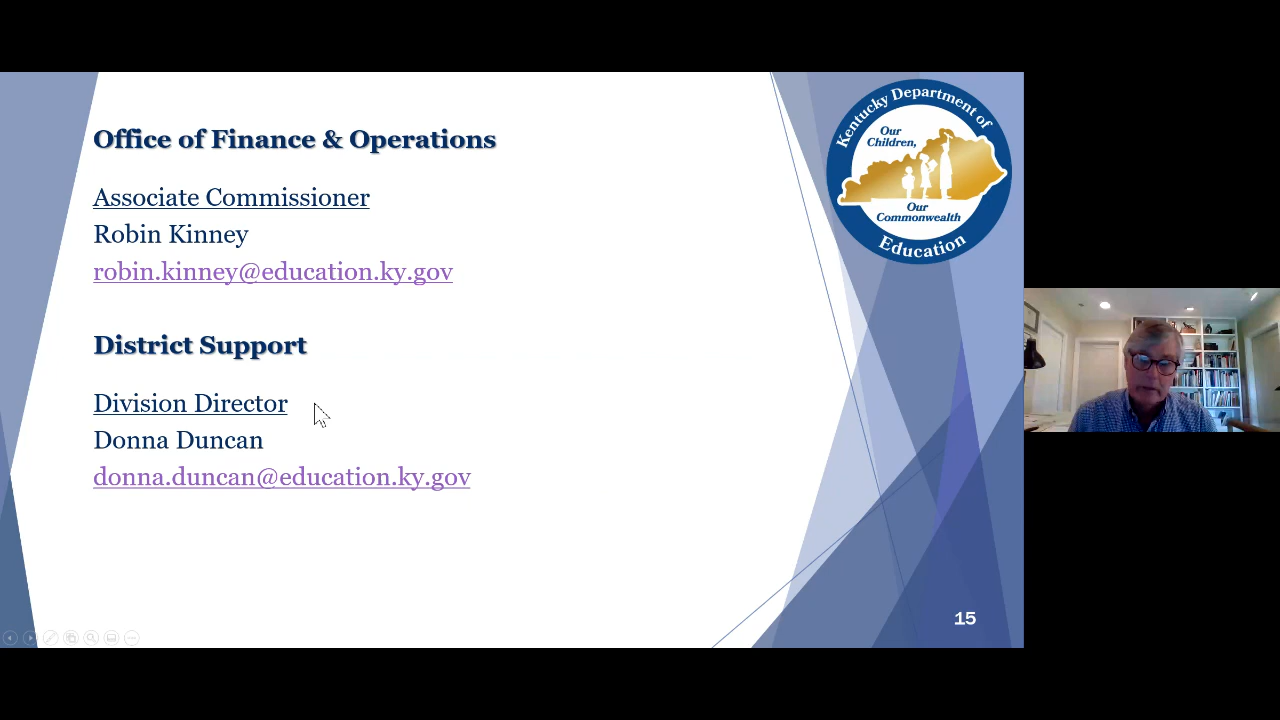 Office of Finance & Operations
Associate Commissioner
Robin Kinney
robin.kinney@education.ky.gov
District Support
Division Director
Donna Duncan
donna.duncan@education.ky.gov
Kentucky Department of
Our
Children,
Our
Commonwealth
Education
15